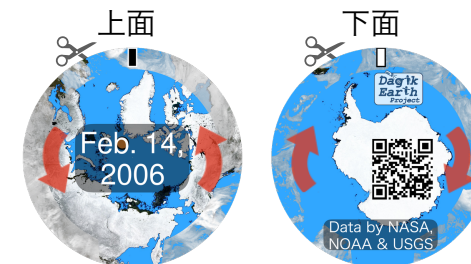 上面
下面
Feb. 14,
2006
Dagik
Earth
Project
Data by NASA,
NOAA & USGS